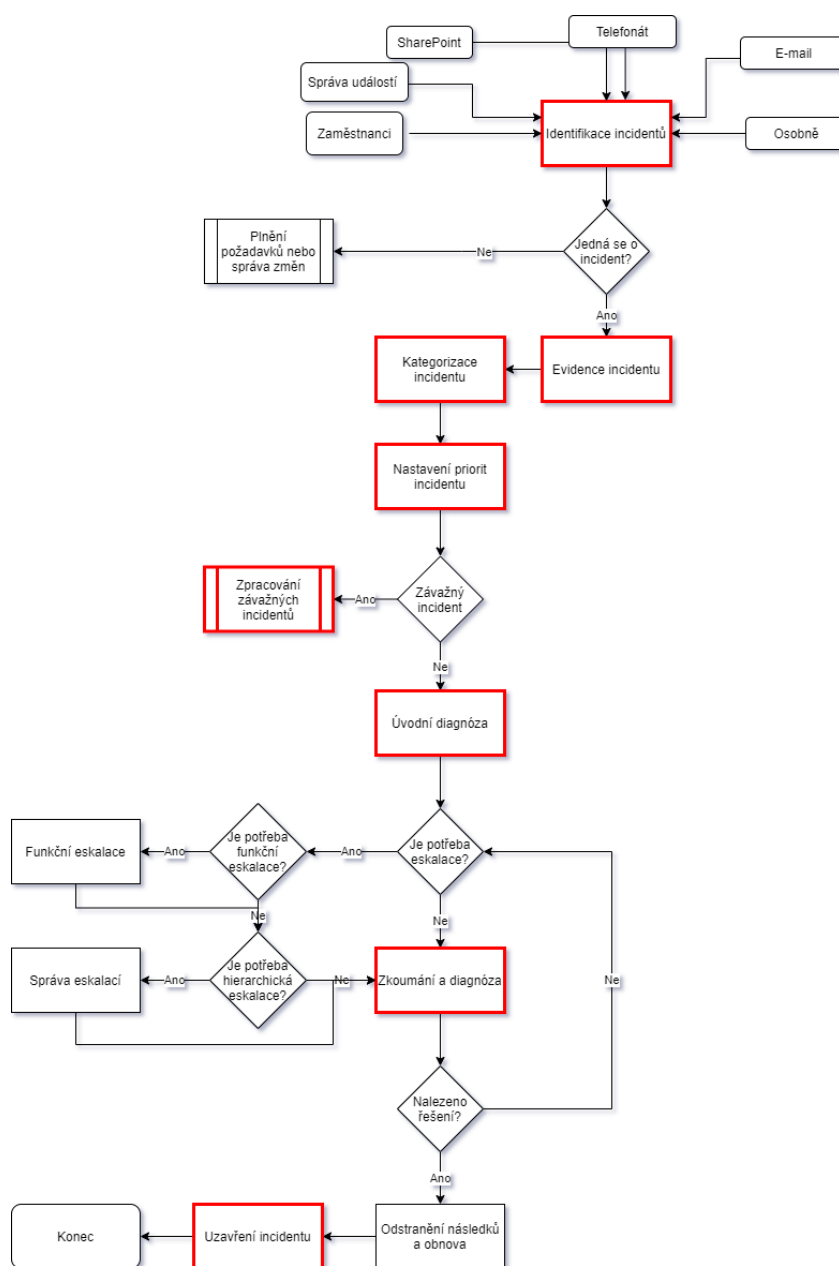 Telefonát
SharePoint
E-mail
Správa událostí
Zaměstnanci
Identifikace incidentů
Osobně
Plnění
požadavků nebo
správa změn
Ne
Jedná se o
incident?
Ano
Kategorizace
incidentu
Evidence incidentu
Nastavení priorit
incidentu
Zpracování
závažných
incidentů
Ano
Závažný
incident
Ne
Úvodní diagnóza
Funkční eskalace
Ano
Je potřeba
funkční
eskalace?
Ano
Je potřeba
eskalace?
Ne
Ne
Správa eskalací
Ano
Je potřeba
hierarchická
eskalace?
Ne
Zkoumání a diagnóza
Ne
Nalezeno
řešení?
Ano
Konec
Uzavření incidentu
Odstranění následků
a obnova